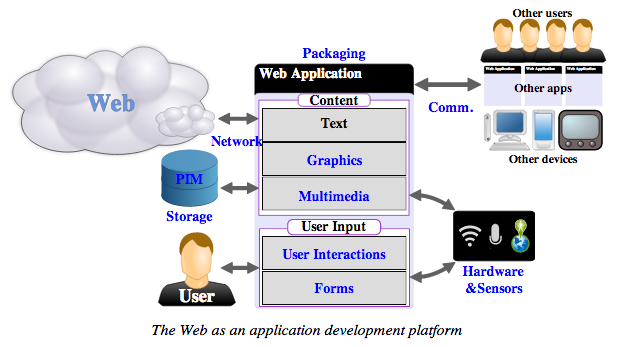 Other users
Packaging
Web Application
Web Application
Web Application
Web Application
Other apps
Web
Content
Comm.
Text
Network
Other devices
Graphics
PIM
Multimedia
Storage
User Input
User Interactions
Hardware
&Sensors
User
Forms
The Web as an application development platform